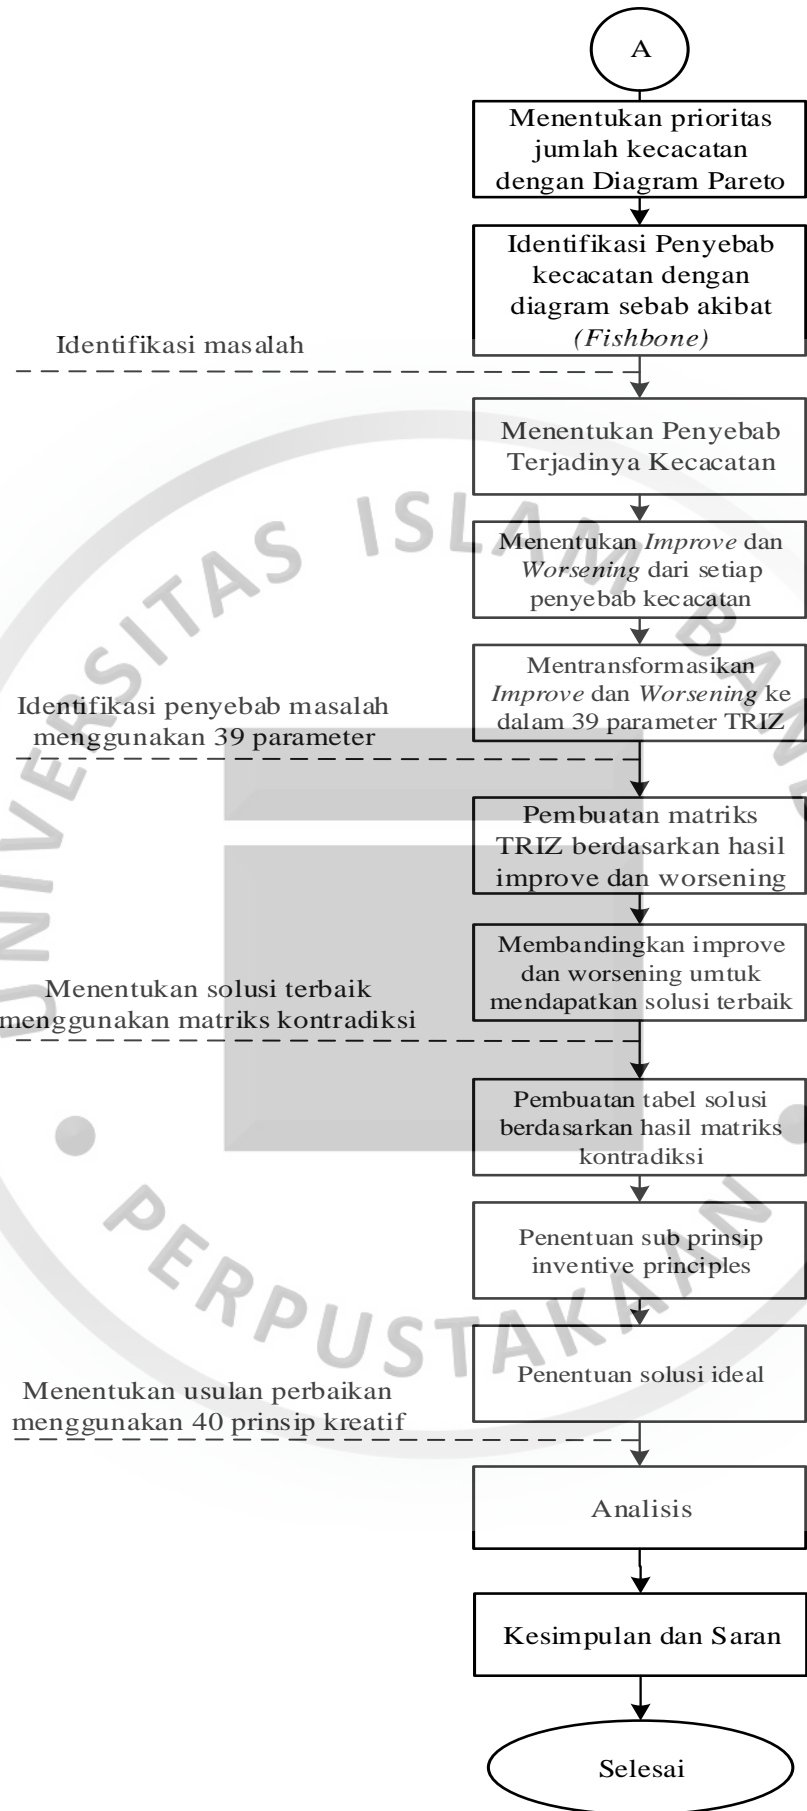 A
Menentukan prioritas
jumlah kecacatan
dengan Diagram Pareto
Identifikasi Penyebab
kecacatan dengan
diagram sebab akibat
(Fishbone)
Identifikasi masalah
Menentukan Penyebab
Terjadinya Kecacatan
Menentukan Improve dan
Worsening dari setiap
penyebab kecacatan
Mentransformasikan
Improve dan Worsening ke
dalam 39 parameter TRIZ
Identifikasi penyebab masalah
menggunakan 39 parameter
Pembuatan matriks
TRIZ berdasarkan hasil
improve dan worsening
Membandingkan improve
dan worsening umtuk
mendapatkan solusi terbaik
Menentukan solusi terbaik
menggunakan matriks kontradiksi
Pembuatan tabel solusi
berdasarkan hasil matriks
kontradiksi
Penentuan sub prinsip
inventive principles
Penentuan solusi ideal
Menentukan usulan perbaikan
menggunakan 40 prinsip kreatif
Analisis
Kesimpulan dan Saran
Selesai
UNIVERSITAS ISLAM BAND
PERPUSTAKAAN